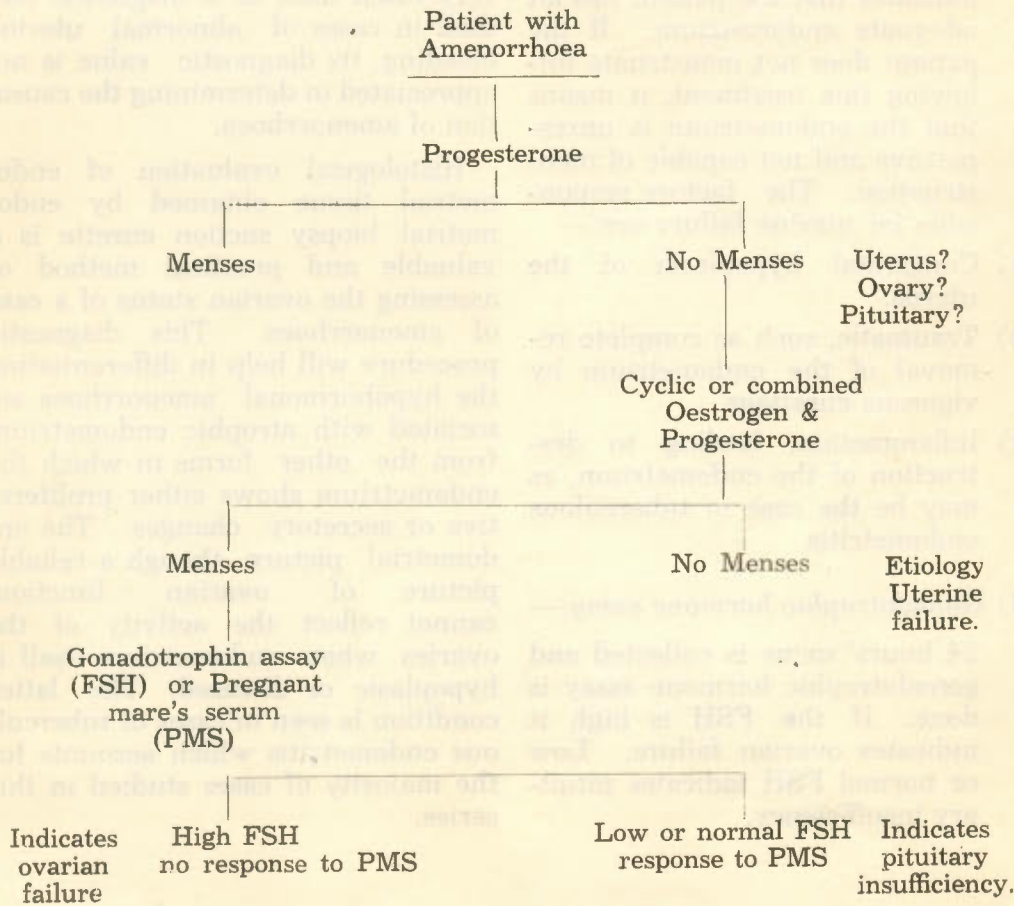 Patient with
Amenorrhoea
Progesterone
Menses
No Menses
Uterus?
Ovary?
Pituitary?
Cyclic or combined
Oestrogen &
Progesterone
Menses
No Menses
Etiology
Uterine
failure.
Gonadotrophin assay
(FSH) or Pregnant
mare's serum
(PMS)
Indicates
ovarian
failure
High FSH
no response to PMS
Low or normal FSH
response to PMS
Indicates
pituitary
insufficiency.